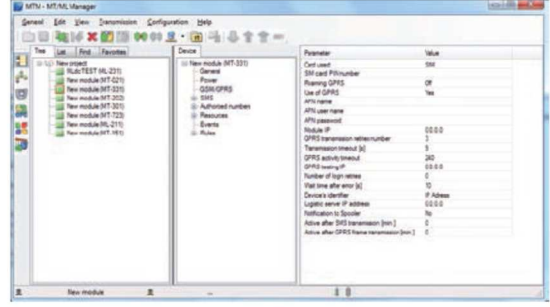 MTM - MT/ML Manager
General Edit View Transmission Configuration Help
Tree List Find Favorites
New project
MLdcTEST (ML-231)
New module (MT-021)
New module (MT-331)
New module (MT-202)
New module (MT-301)
New module (MT-723)
New module (ML-211)
New module (MT-151)
Device
New module (MT-331)
General
Power
GSM/GPRS
SMS
Authorized numbers
Resources
Events
Rules
Parameter Value
Card used SIM
SIM card PIN number
Roaming GPRS Off
Use of GPRS Yes
APN name
APN user name
APN password
Module IP 0.0.0.0
GPRS transmission retries number 3
Transmission timeout [s] 5
GPRS activity timeout 240
GPRS testing IP 0.0.0.0
Number of login retries 0
Wait time after error [s] 10
Device's identifier IP Adress
Logistic server IP address 0.0.0.0
Notification to Spooler No
Active after SMS transmission [min.] 0
Active after GPRS frame transmission [min.] 0
New module